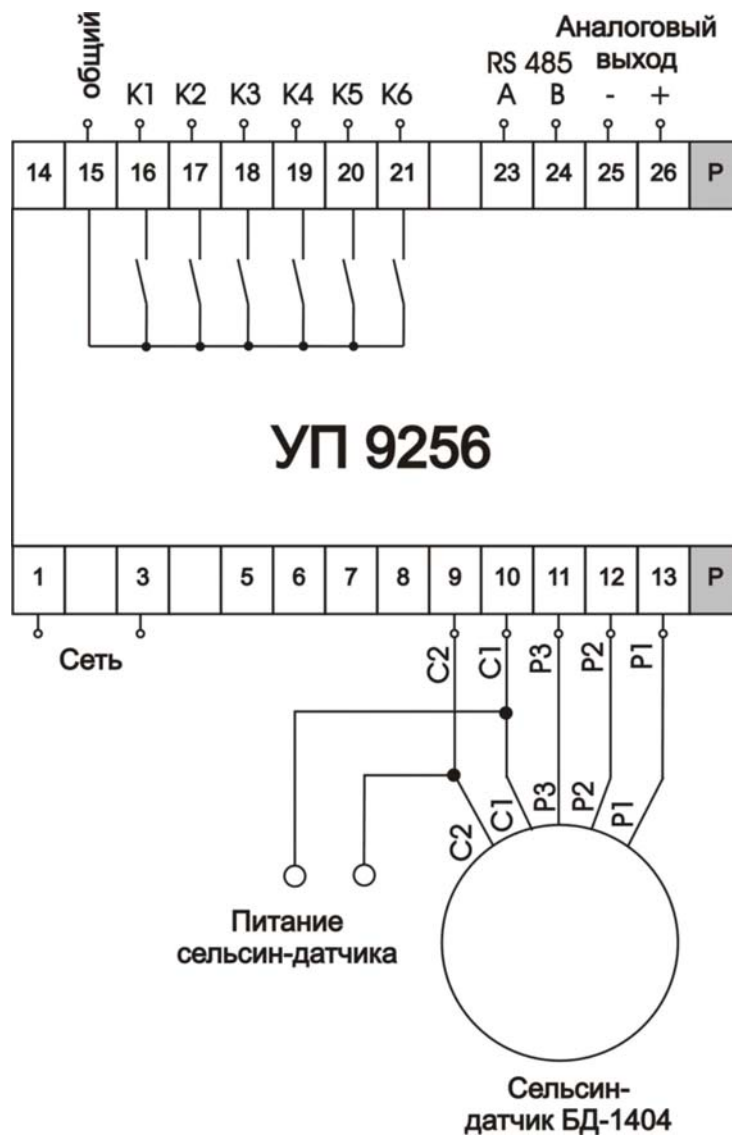 Аналоговый
общий
RS 485 выход
K1 K2 K3 K4 K5 K6 A B - +
14 15 16 17 18 19 20 21 23 24 25 26 P
УП 9256
1 3 5 6 7 8 9 10 11 12 13 P
Сеть
C2 C1 P3 P2 P1
C2 C1 P3 P2 P1
Питание
сельсин-датчика
Сельсин-
датчик БД-1404